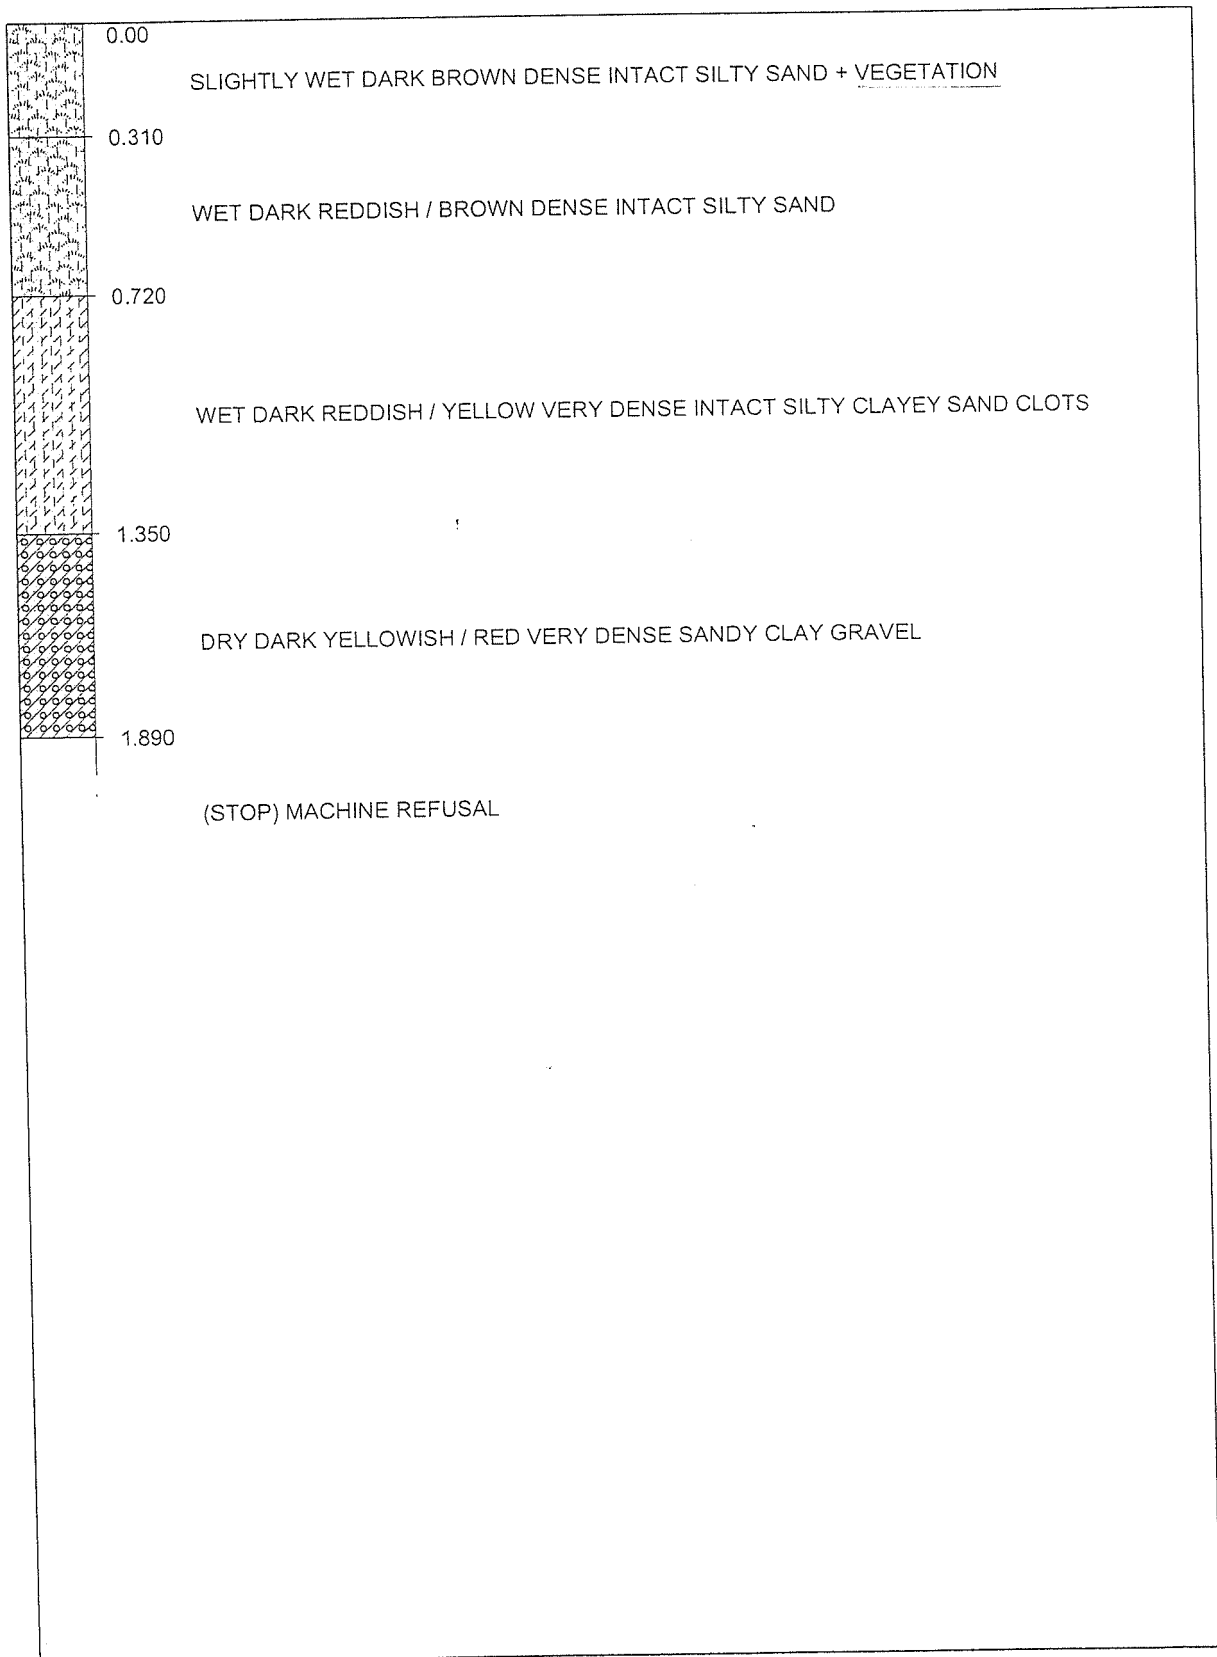 0.00
SLIGHTLY WET DARK BROWN DENSE INTACT SILTY SAND + VEGETATION
0.310
WET DARK REDDISH / BROWN DENSE INTACT SILTY SAND
0.720
WET DARK REDDISH / YELLOW VERY DENSE INTACT SILTY CLAYEY SAND CLOTS
1.350
DRY DARK YELLOWISH / RED VERY DENSE SANDY CLAY GRAVEL
1.890
(STOP) MACHINE REFUSAL